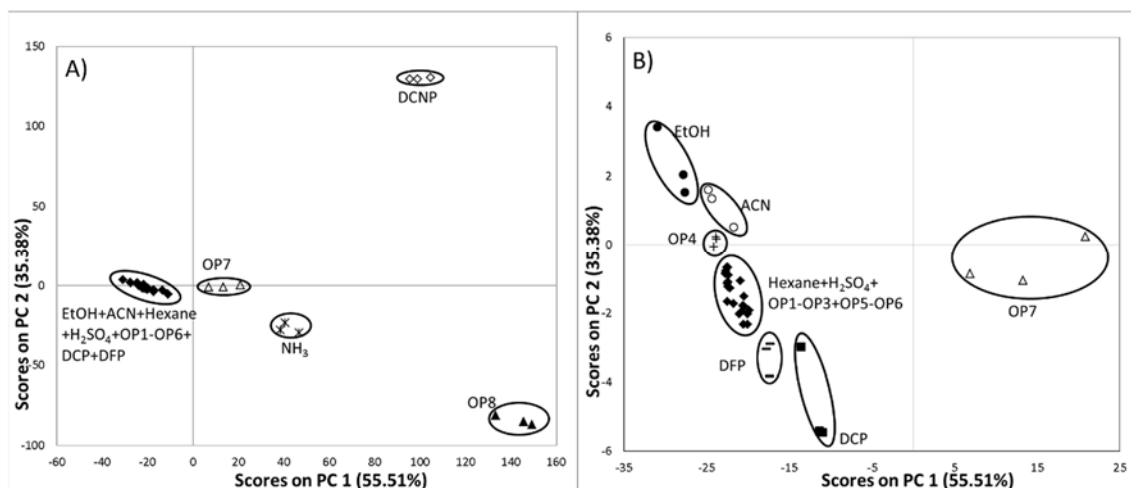 A)
150
100
50
0
-50
-100
-60
-40
-20
0
20
40
60
80
100
120
140
160
Scores on PC 2 (35.38%)
Scores on PC 1 (55.51%)
DCNP
OP7
NH₃
OP8
EtOH+ACN+Hexane
+H₂SO₄+OP1-OP6+
DCP+DFP
B)
6
4
2
0
-2
-4
-6
-35
-25
-15
-5
5
15
25
Scores on PC 2 (35.38%)
Scores on PC 1 (55.51%)
EtOH
ACN
OP4
Hexane+H₂SO₄+
OP1-OP3+OP5-OP6
OP7
DFP
DCP